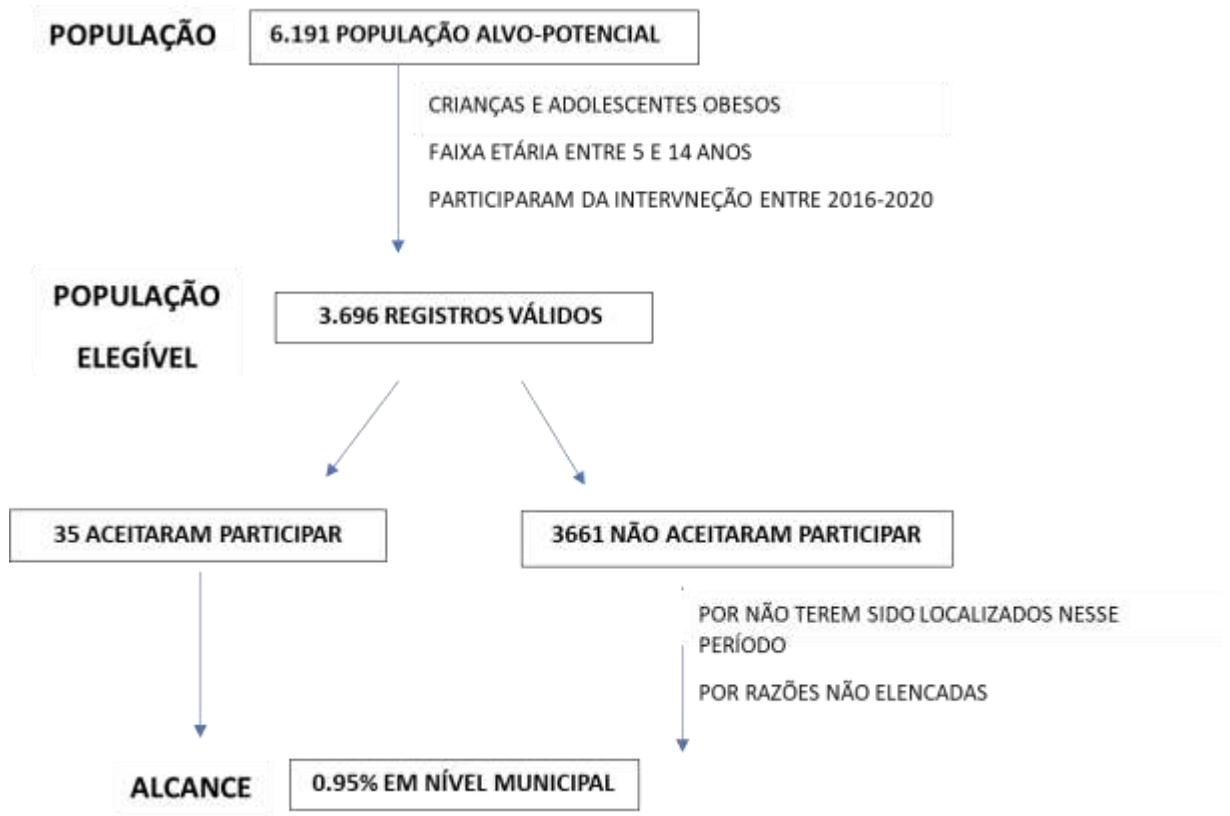 POPULAÇÃO
6.191 POPULAÇÃO ALVO-POTENCIAL
CRIANÇAS E ADOLESCENTES OBESOS
FAIXA ETÁRIA ENTRE 5 E 14 ANOS
PARTICIPARAM DA INTERVNEÇÃO ENTRE 2016-2020
POPULAÇÃO
ELEGÍVEL
3.696 REGISTROS VÁLIDOS
35 ACEITARAM PARTICIPAR
3661 NÃO ACEITARAM PARTICIPAR
POR NÃO TEREM SIDO LOCALIZADOS NESSE
PERÍODO
POR RAZÕES NÃO ELENCADAS
ALCANCE
0.95% EM NÍVEL MUNICIPAL